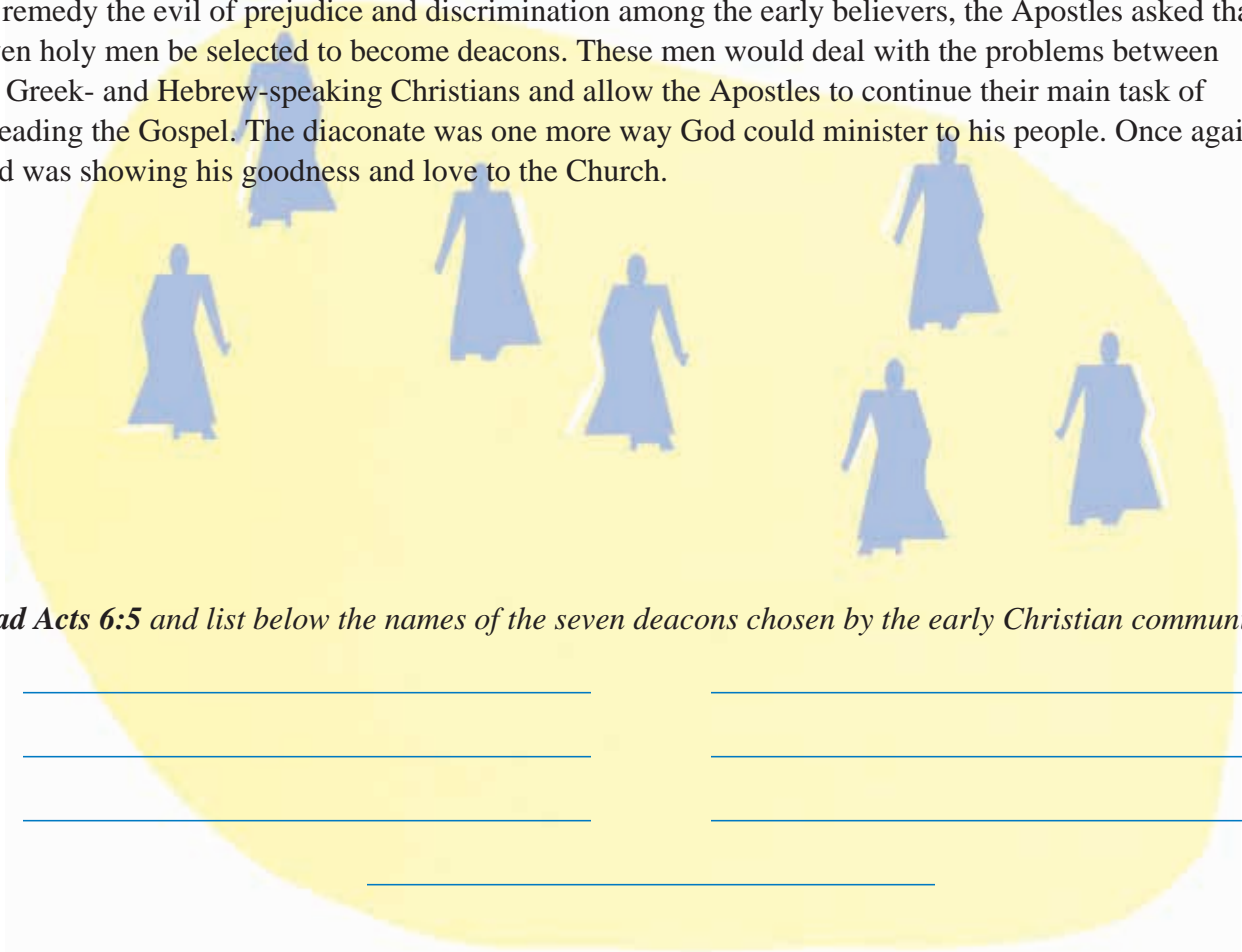 remedy the evil of prejudice and discrimination among the early believers, the Apostles asked tha
ven holy men be selected to become deacons. These men would deal with the problems between
Greek- and Hebrew-speaking Christians and allow the Apostles to continue their main task of
reading the Gospel. The diaconate was one more way God could minister to his people. Once agai
d was showing his goodness and love to the Church.
ad Acts 6:5 and list below the names of the seven deacons chosen by the early Christian commun